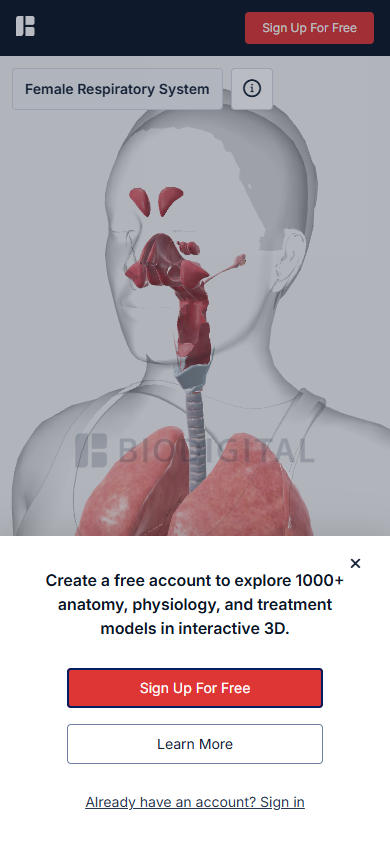 Sign Up For Free
Female Respiratory System
BIODIGITAL
Create a free account to explore 1000+
anatomy, physiology, and treatment
models in interactive 3D.
Sign Up For Free
Learn More
Already have an account? Sign in